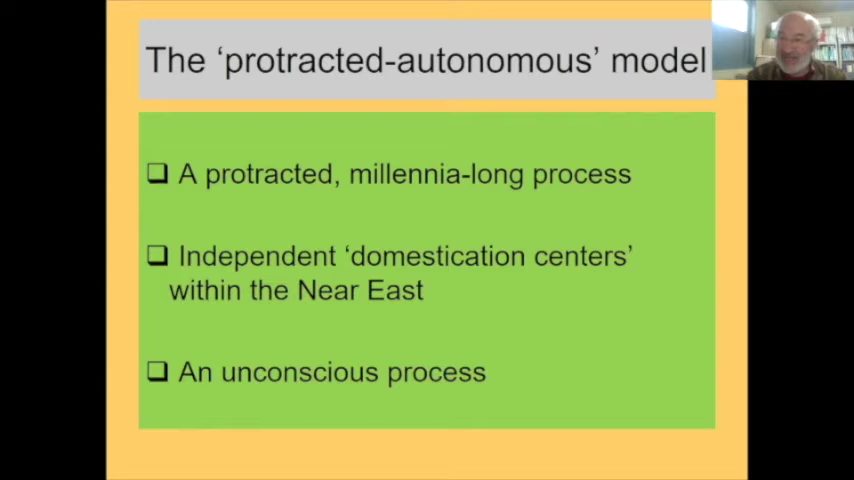 The ‘protracted-autonomous’ model
❑ A protracted, millennia-long process
❑ Independent ‘domestication centers’
within the Near East
❑ An unconscious process